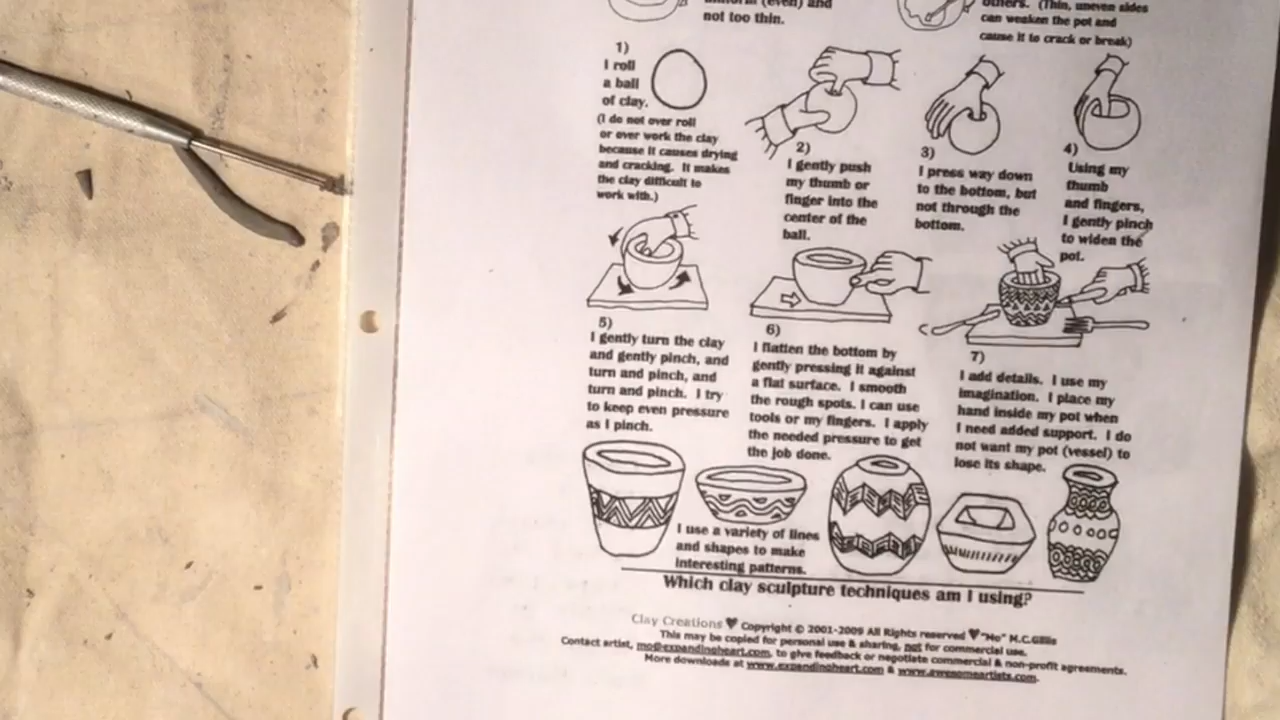 uniform (even) and
not too thin.
others. (Thin, uneven sides
can weaken the pot and
cause it to crack or break)
1)
I roll
a ball
of clay.
(I do not over roll
or over work the clay
because it causes drying
and cracking. It makes
the clay difficult to
work with.)
2)
I gently push
my thumb or
finger into the
center of the
ball.
3)
I press way down
to the bottom, but
not through the
bottom.
4)
Using my
thumb
and fingers,
I gently pinch
to widen the
pot.
5)
I gently turn the clay
and gently pinch, and
turn and pinch, and
turn and pinch. I try
to keep even pressure
as I pinch.
6)
I flatten the bottom by
gently pressing it against
a flat surface. I smooth
the rough spots. I can use
tools or my fingers. I apply
the needed pressure to get
the job done.
7)
I add details. I use my
imagination. I place my
hand inside my pot when
I need added support. I do
not want my pot (vessel) to
lose its shape.
I use a variety of lines
and shapes to make
interesting patterns.
Which clay sculpture techniques am I using?
Clay Creations ♥ Copyright © 2001-2009 All Rights reserved ♥ "Mo" M.C.Gillis
This may be copied for personal use & sharing, not for commercial use.
Contact artist, mo@expandingheart.com, to give feedback or negotiate commercial & non-profit agreements.
More downloads at www.expandingheart.com & www.awesomeartists.com.